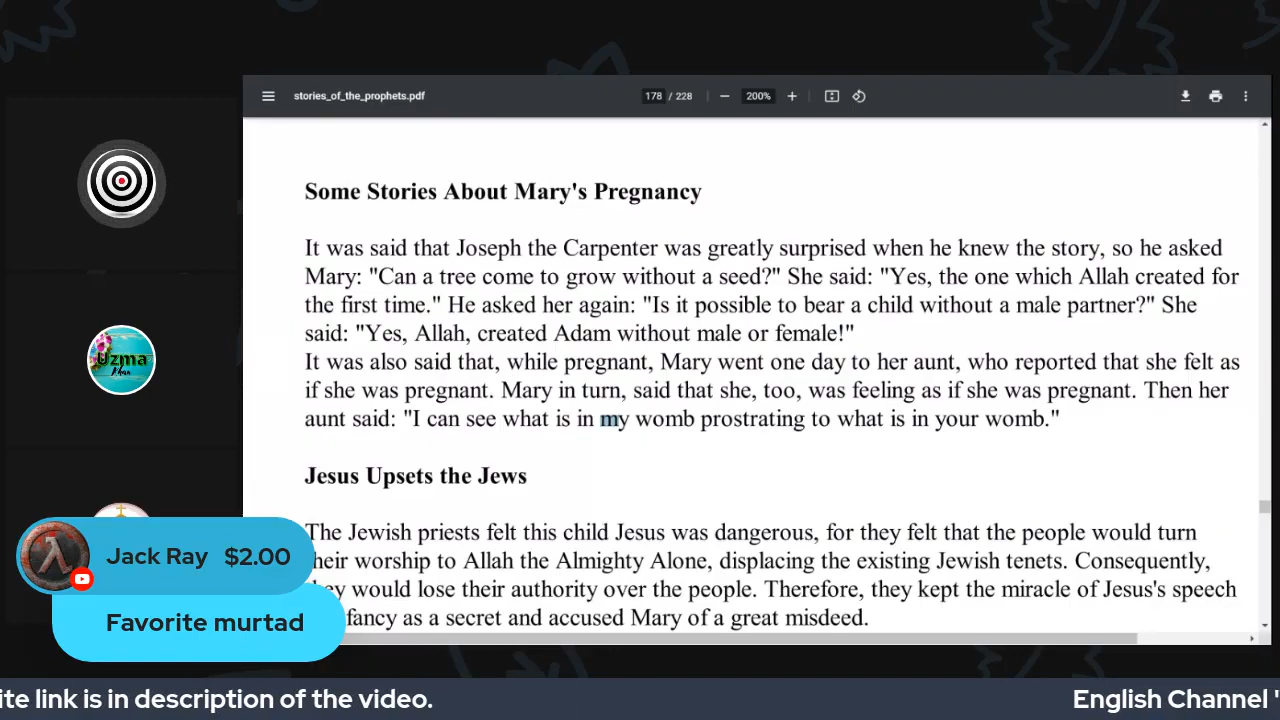 stories_of_the_prophets.pdf
178 / 228
200%
Some Stories About Mary's Pregnancy
It was said that Joseph the Carpenter was greatly surprised when he knew the story, so he asked
Mary: "Can a tree come to grow without a seed?" She said: "Yes, the one which Allah created for
the first time." He asked her again: "Is it possible to bear a child without a male partner?" She
said: "Yes, Allah, created Adam without male or female!"
It was also said that, while pregnant, Mary went one day to her aunt, who reported that she felt as
if she was pregnant. Mary in turn, said that she, too, was feeling as if she was pregnant. Then her
aunt said: "I can see what is in my womb prostrating to what is in your womb."
Jesus Upsets the Jews
The Jewish priests felt this child Jesus was dangerous, for they felt that the people would turn
their worship to Allah the Almighty Alone, displacing the existing Jewish tenets. Consequently,
they would lose their authority over the people. Therefore, they kept the miracle of Jesus's speech
fancy as a secret and accused Mary of a great misdeed.
Uzma
Khan
Jack Ray $2.00
Favorite murtad
ite link is in description of the video.
English Channel '